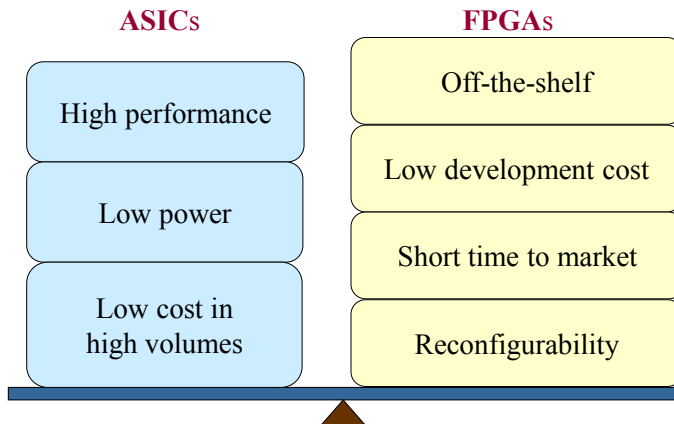 ASICs
High performance
Low power
Low cost in
high volumes
FPGAs
Off-the-shelf
Low development cost
Short time to market
Reconfigurability